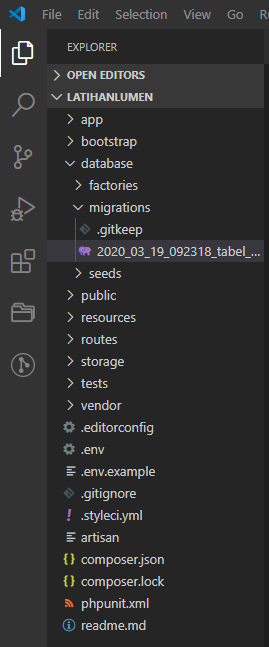 File Edit Selection View Go Ru
EXPLORER
OPEN EDITORS
LATIHANLUMEN
app
bootstrap
database
factories
migrations
.gitkeep
2020_03_19_092318_tabel_...
seeds
public
resources
routes
storage
tests
vendor
.editorconfig
.env
.env.example
.gitignore
.styleci.yml
artisan
composer.json
composer.lock
phpunit.xml
readme.md